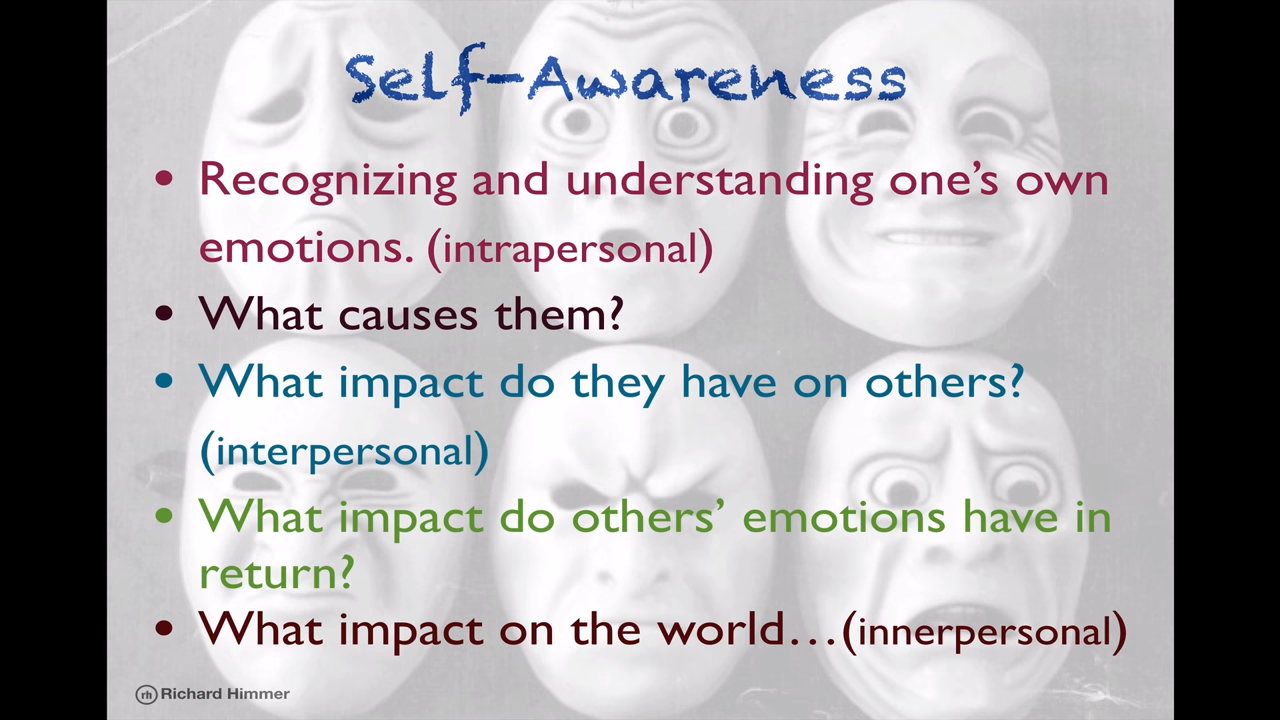 Self-Awareness
• Recognizing and understanding one’s own
emotions. (intrapersonal)
• What causes them?
• What impact do they have on others?
(interpersonal)
• What impact do others’ emotions have in
return?
• What impact on the world…(innerpersonal)
rh Richard Himmer